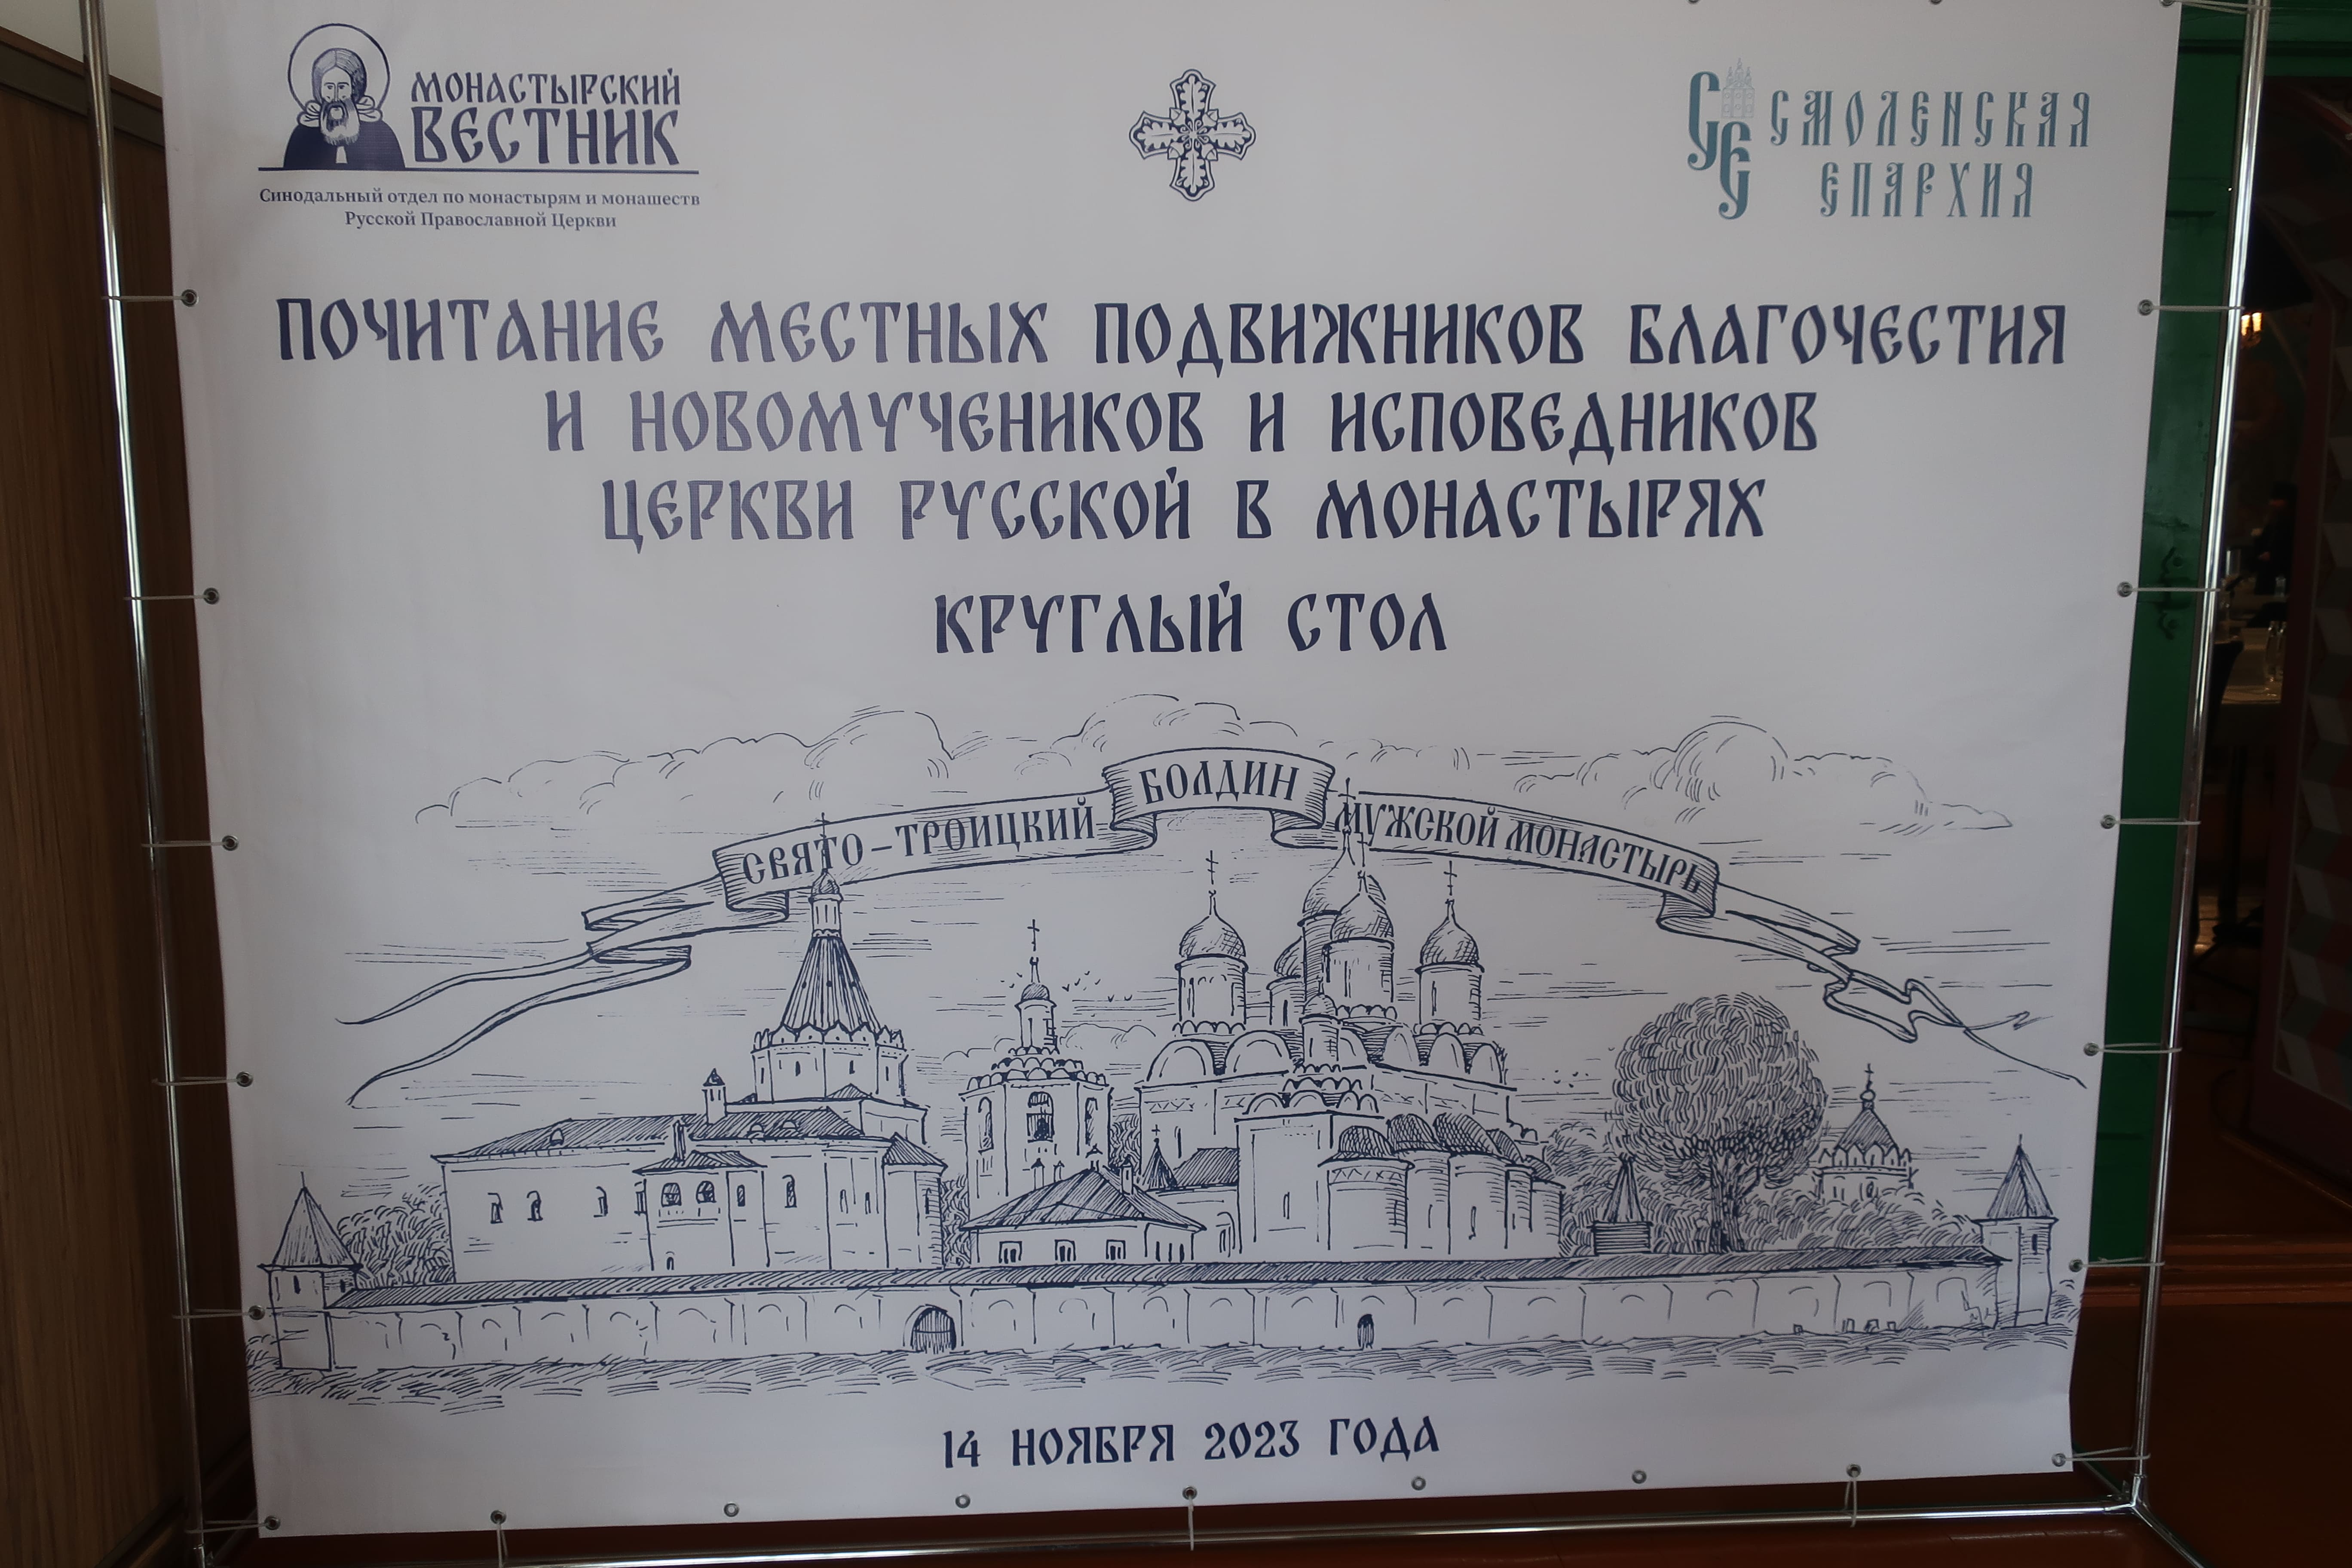 МОНАСТЫРСКИЙ
ВЕСТНИК
Синодальный отдел по монастырям и монашеств
Русской Православной Церкви
СЕ
СМОЛЕНСКАЯ
ЕПАРХИЯ
ПОЧИТАНИЕ МЕСТНЫХ ПОДВИЖНИКОВ БЛАГОЧЕСТИЯ
И НОВОМУЧЕНИКОВ И ИСПОВЕДНИКОВ
ЦЕРКВИ РУССКОЙ В МОНАСТЫРЯХ
КРУГЛЫЙ СТОЛ
СВЯТО-ТРОИЦКИЙ БОЛДИН МУЖСКОЙ МОНАСТЫРЬ
14 НОЯБРЯ 2023 ГОДА